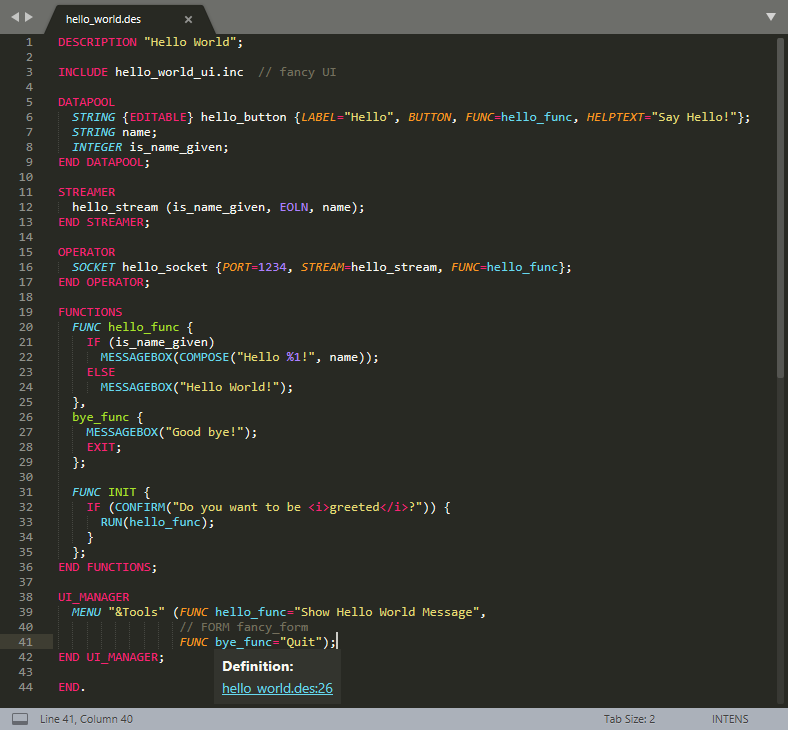 hello_world.des ×
1 DESCRIPTION "Hello World";
2
3 INCLUDE hello_world_ui.inc // fancy UI
4
5 DATAPOOL
6 STRING {EDITABLE} hello_button {LABEL="Hello", BUTTON, FUNC=hello_func, HELPTEXT="Say Hello!"};
7 STRING name;
8 INTEGER is_name_given;
9 END DATAPOOL;
10
11 STREAMER
12 hello_stream (is_name_given, EOLN, name);
13 END STREAMER;
14
15 OPERATOR
16 SOCKET hello_socket {PORT=1234, STREAM=hello_stream, FUNC=hello_func};
17 END OPERATOR;
18
19 FUNCTIONS
20 FUNC hello_func {
21 IF (is_name_given)
22 MESSAGEBOX(COMPOSE("Hello %1!", name));
23 ELSE
24 MESSAGEBOX("Hello World!");
25 },
26 bye_func {
27 MESSAGEBOX("Good bye!");
28 EXIT;
29 };
30
31 FUNC INIT {
32 IF (CONFIRM("Do you want to be <i>greeted</i>?")) {
33 RUN(hello_func);
34 }
35 };
36 END FUNCTIONS;
37
38 UI_MANAGER
39 MENU "&Tools" (FUNC hello_func="Show Hello World Message",
40 // FORM fancy_form
41 FUNC bye_func="Quit");
42 END UI_MANAGER;
43
44 END.
Definition:
hello_world.des:26
Line 41, Column 40 Tab Size: 2 INTENS